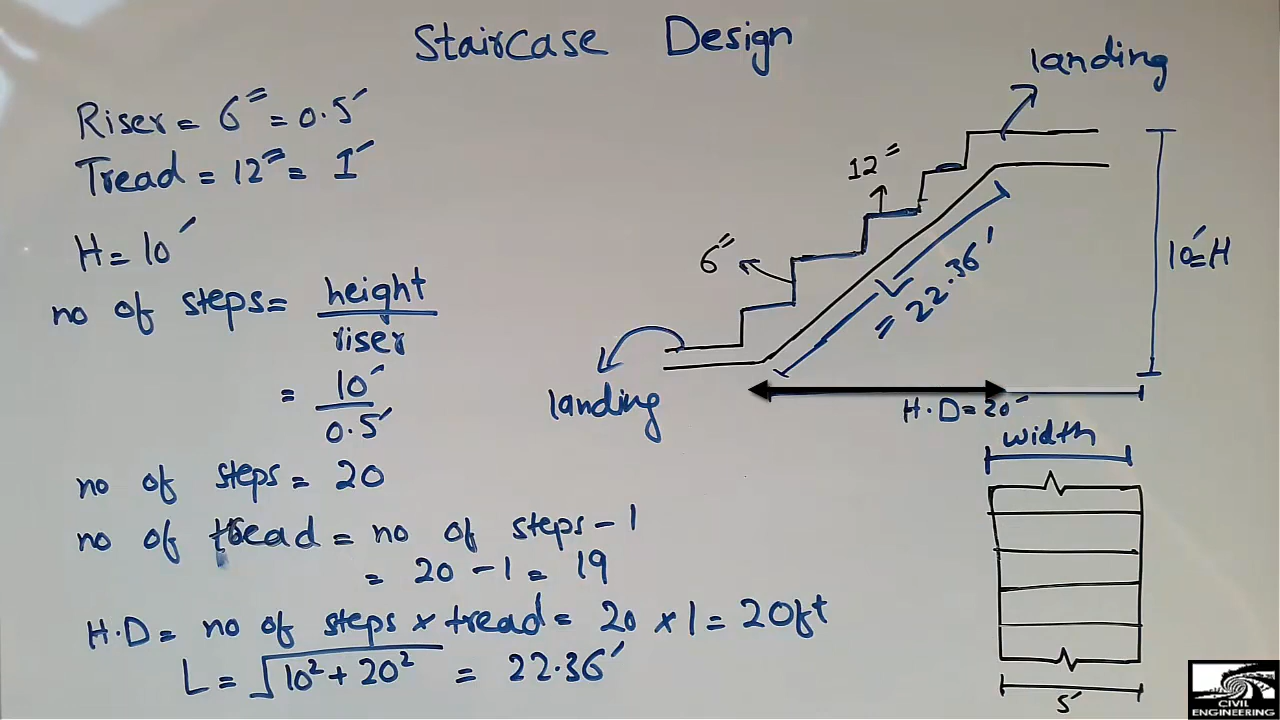 Staircase Design
Riser = 6" = 0.5'
Tread = 12" = 1'
H = 10'
no of steps = height / riser
= 10' / 0.5'
no of steps = 20
no of tread = no of steps - 1
= 20 - 1 = 19
H.D = no of steps x tread = 20 x 1 = 20ft
L = √10² + 20² = 22.36'
landing
12"
6"
10' = H
= 22.36'
landing
H.D = 20'
width
5'
CIVIL
ENGINEERING